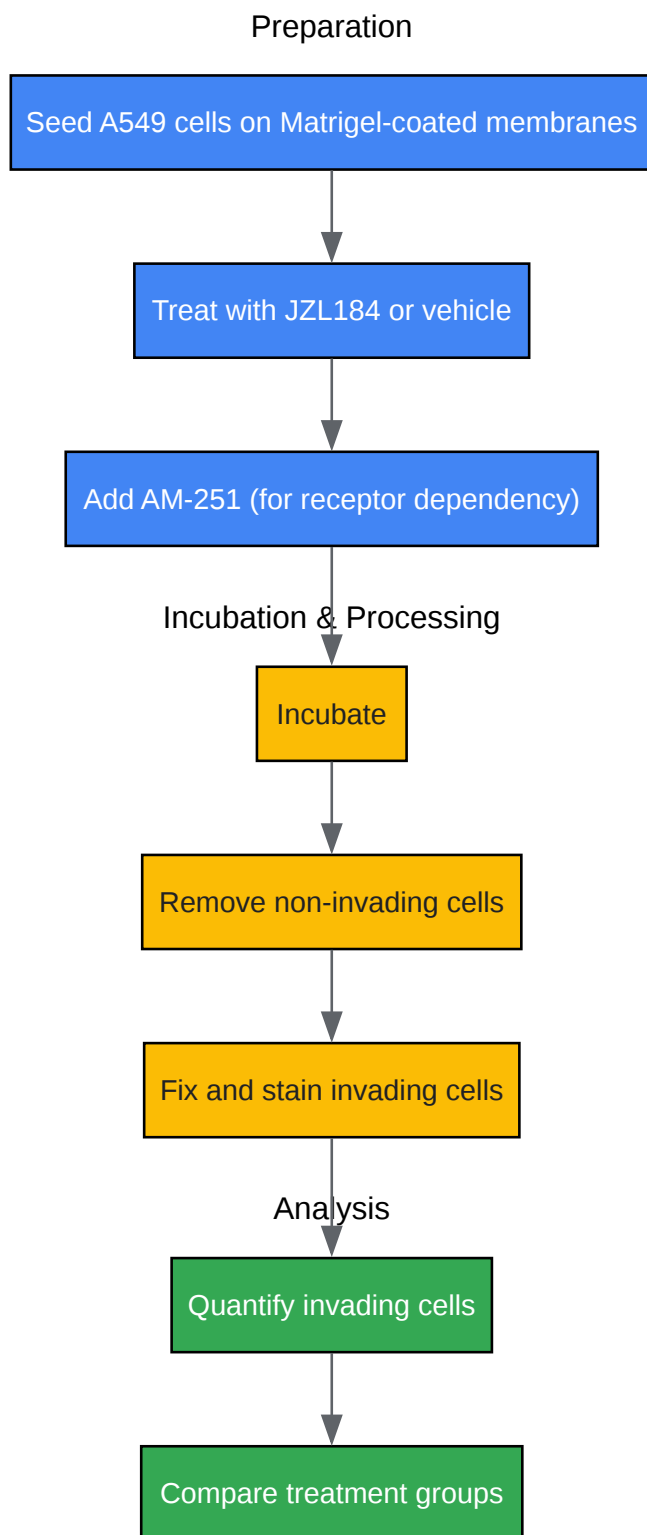 Preparation
Seed A549 cells on Matrigel-coated membranes
Treat with JZL184 or vehicle
Add AM-251 (for receptor dependency)
Incubation & Processing
Incubate
Remove non-invading cells
Fix and stain invading cells
Analysis
Quantify invading cells
Compare treatment groups